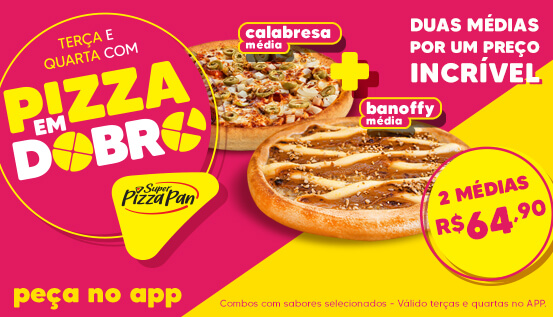 TERÇA E
QUARTA COM
PIZZA
EM
DOBRO
Super
PizzaPan
peça no app
calabresa
média
+
banoffy
média
DUAS MÉDIAS
POR UM PREÇO
INCRÍVEL
2 MÉDIAS
R$64,90
Combos com sabores selecionados - Válido terças e quartas no APP.